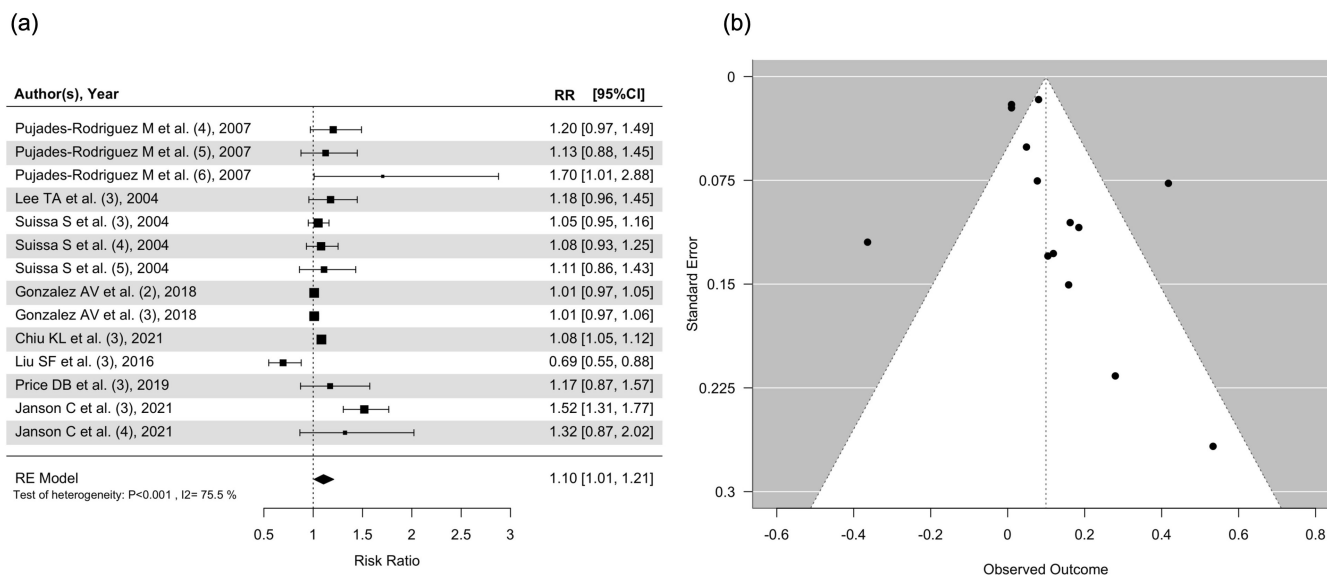 (a)
Author(s), Year RR [95%CI]
Pujades-Rodriguez M et al. (4), 2007 1.20 [0.97, 1.49]
Pujades-Rodriguez M et al. (5), 2007 1.13 [0.88, 1.45]
Pujades-Rodriguez M et al. (6), 2007 1.70 [1.01, 2.88]
Lee TA et al. (3), 2004 1.18 [0.96, 1.45]
Suissa S et al. (3), 2004 1.05 [0.95, 1.16]
Suissa S et al. (4), 2004 1.08 [0.93, 1.25]
Suissa S et al. (5), 2004 1.11 [0.86, 1.43]
Gonzalez AV et al. (2), 2018 1.01 [0.97, 1.05]
Gonzalez AV et al. (3), 2018 1.01 [0.97, 1.06]
Chiu KL et al. (3), 2021 1.08 [1.05, 1.12]
Liu SF et al. (3), 2016 0.69 [0.55, 0.88]
Price DB et al. (3), 2019 1.17 [0.87, 1.57]
Janson C et al. (3), 2021 1.52 [1.31, 1.77]
Janson C et al. (4), 2021 1.32 [0.87, 2.02]
RE Model 1.10 [1.01, 1.21]
Test of heterogeneity: P<0.001 , I2= 75.5 %
0.5 1 1.5 2 2.5 3
Risk Ratio
(b)
Standard Error
0
0.075
0.15
0.225
0.3
-0.6 -0.4 -0.2 0 0.2 0.4 0.6 0.8
Observed Outcome